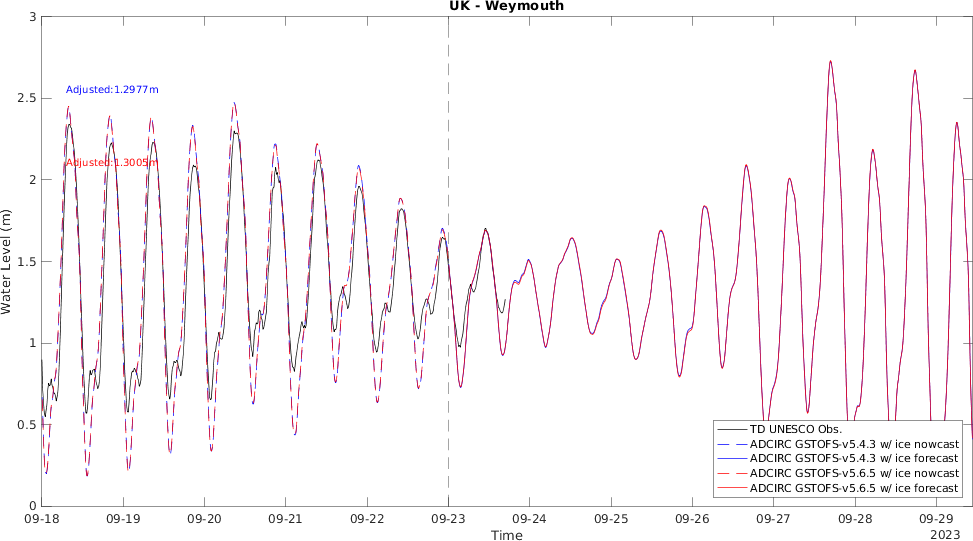 UK - Weymouth
3
2.5
2
1.5
1
0.5
0
Water Level (m)
Adjusted:1.2977m
Adjusted:1.3005m
TD UNESCO Obs.
ADCIRC GSTOFS-v5.4.3 w/ ice nowcast
ADCIRC GSTOFS-v5.4.3 w/ ice forecast
ADCIRC GSTOFS-v5.6.5 w/ ice nowcast
ADCIRC GSTOFS-v5.6.5 w/ ice forecast
09-18 09-19 09-20 09-21 09-22 09-23 09-24 09-25 09-26 09-27 09-28 09-29
2023
Time